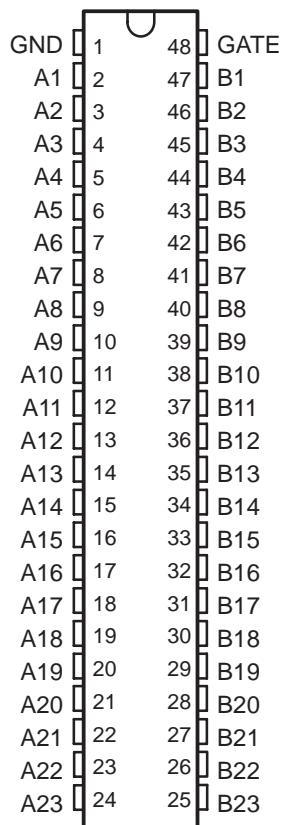 GND 1 48 GATE
A1 2 47 B1
A2 3 46 B2
A3 4 45 B3
A4 5 44 B4
A5 6 43 B5
A6 7 42 B6
A7 8 41 B7
A8 9 40 B8
A9 10 39 B9
A10 11 38 B10
A11 12 37 B11
A12 13 36 B12
A13 14 35 B13
A14 15 34 B14
A15 16 33 B15
A16 17 32 B16
A17 18 31 B17
A18 19 30 B18
A19 20 29 B19
A20 21 28 B20
A21 22 27 B21
A22 23 26 B22
A23 24 25 B23